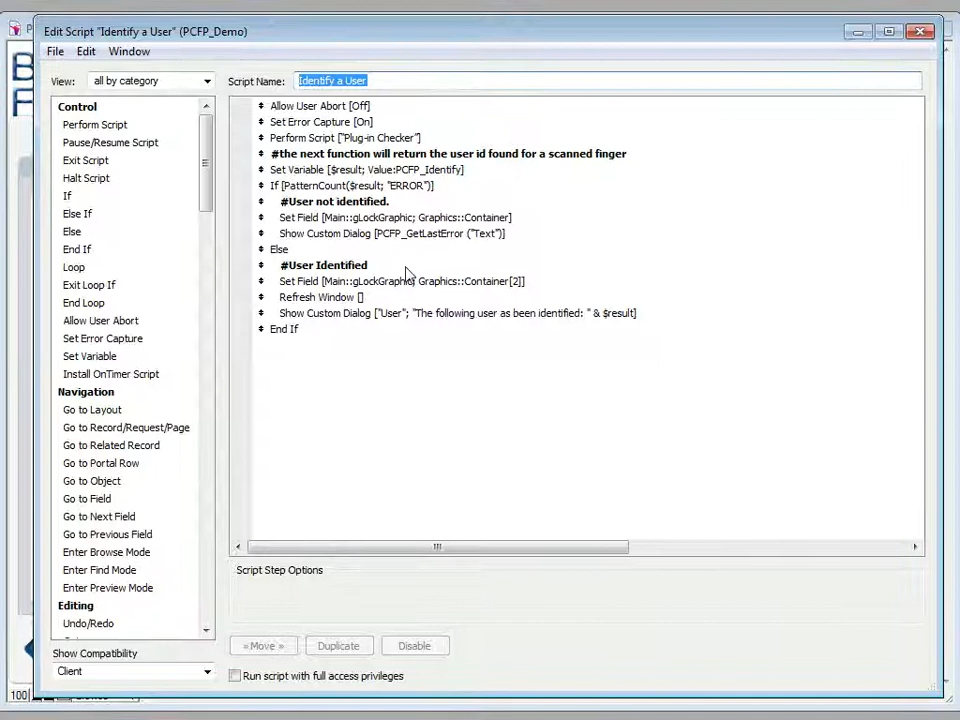 Edit Script "Identify a User" (PCFP_Demo)
File Edit Window
View: all by category
Script Name: Identify a User
Control
Perform Script
Pause/Resume Script
Exit Script
Halt Script
If
Else If
Else
End If
Loop
Exit Loop If
End Loop
Allow User Abort
Set Error Capture
Set Variable
Install OnTimer Script
Navigation
Go to Layout
Go to Record/Request/Page
Go to Related Record
Go to Portal Row
Go to Object
Go to Field
Go to Next Field
Go to Previous Field
Enter Browse Mode
Enter Find Mode
Enter Preview Mode
Editing
Undo/Redo
Allow User Abort [Off]
Set Error Capture [On]
Perform Script ["Plug-in Checker"]
#the next function will return the user id found for a scanned finger
Set Variable [$result; Value:PCFP_Identify]
If [PatternCount($result; "ERROR")]
#User not identified.
Set Field [Main::gLockGraphic; Graphics::Container]
Show Custom Dialog [PCFP_GetLastError ("Text")]
Else
#User Identified
Set Field [Main::gLockGraphic; Graphics::Container[2]]
Refresh Window []
Show Custom Dialog ["User"; "The following user as been identified: " & $result]
End If
Script Step Options
« Move »
Duplicate
Disable
Show Compatibility
Client
Run script with full access privileges
100